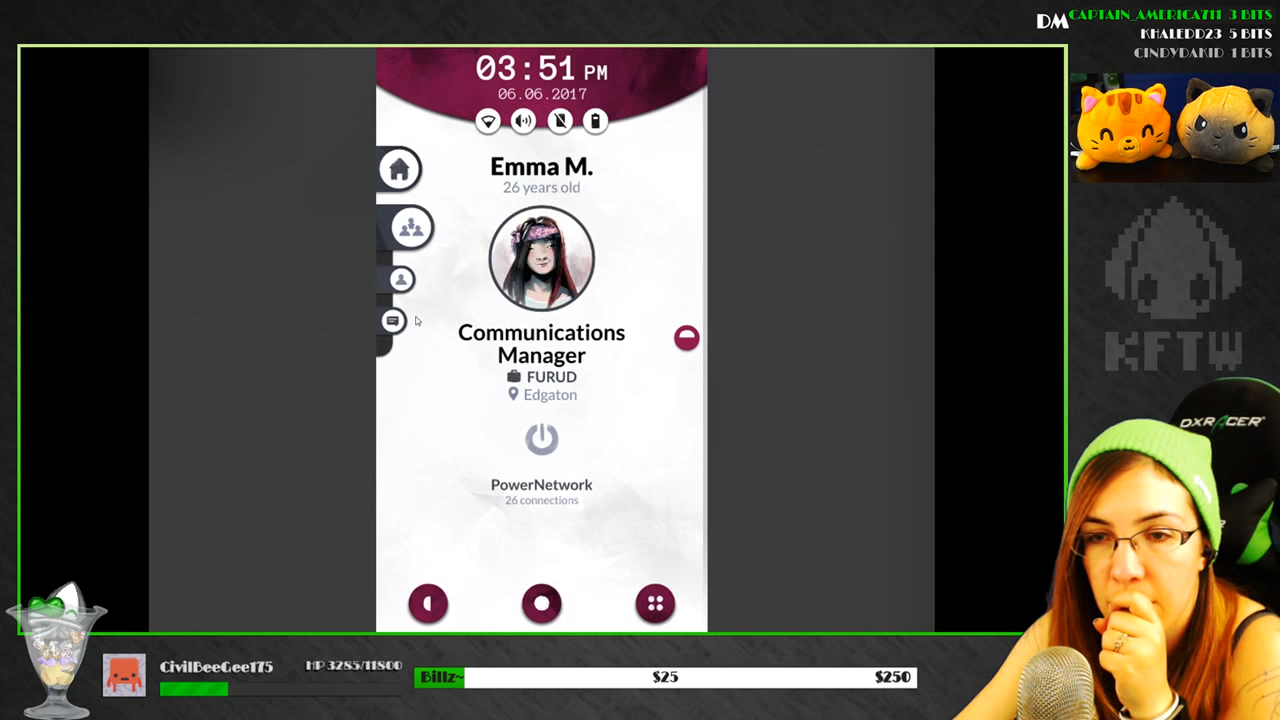 DM
CAPTAIN_AMERICA711 3 BITS
KHALEDD23 5 BITS
CINDYDAKID 1 BITS
03:51 PM
06.06.2017
Emma M.
26 years old
Communications
Manager
FURUD
Edgaton
PowerNetwork
26 connections
KFTW
DXRACER
CivilBeeGee175
HP 3285/11800
Billz~
$25
$250